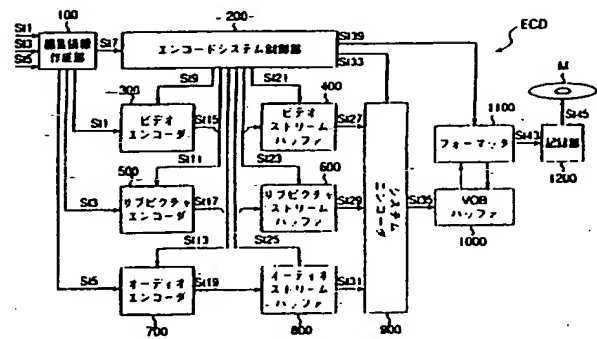 100
200
St1
St3
St5
編集情報
作成部
St7
エンコードシステム制御部
St39
St33
ECD
St9
St21
300
400
M
St1
ビデオ
エンコーダ
St15
ビデオ
ストリーム
バッファ
St27
1100
フォーマッタ
St43
St45
記録部
1200
St11
St23
500
600
St3
サブピクチャ
エンコーダ
St17
サブピクチャ
ストリーム
バッファ
St29
システム
エンコーダ
St35
VOB
バッファ
1000
St13
St25
St5
オーディオ
エンコーダ
St19
オーディオ
ストリーム
バッファ
St31
700
800
900